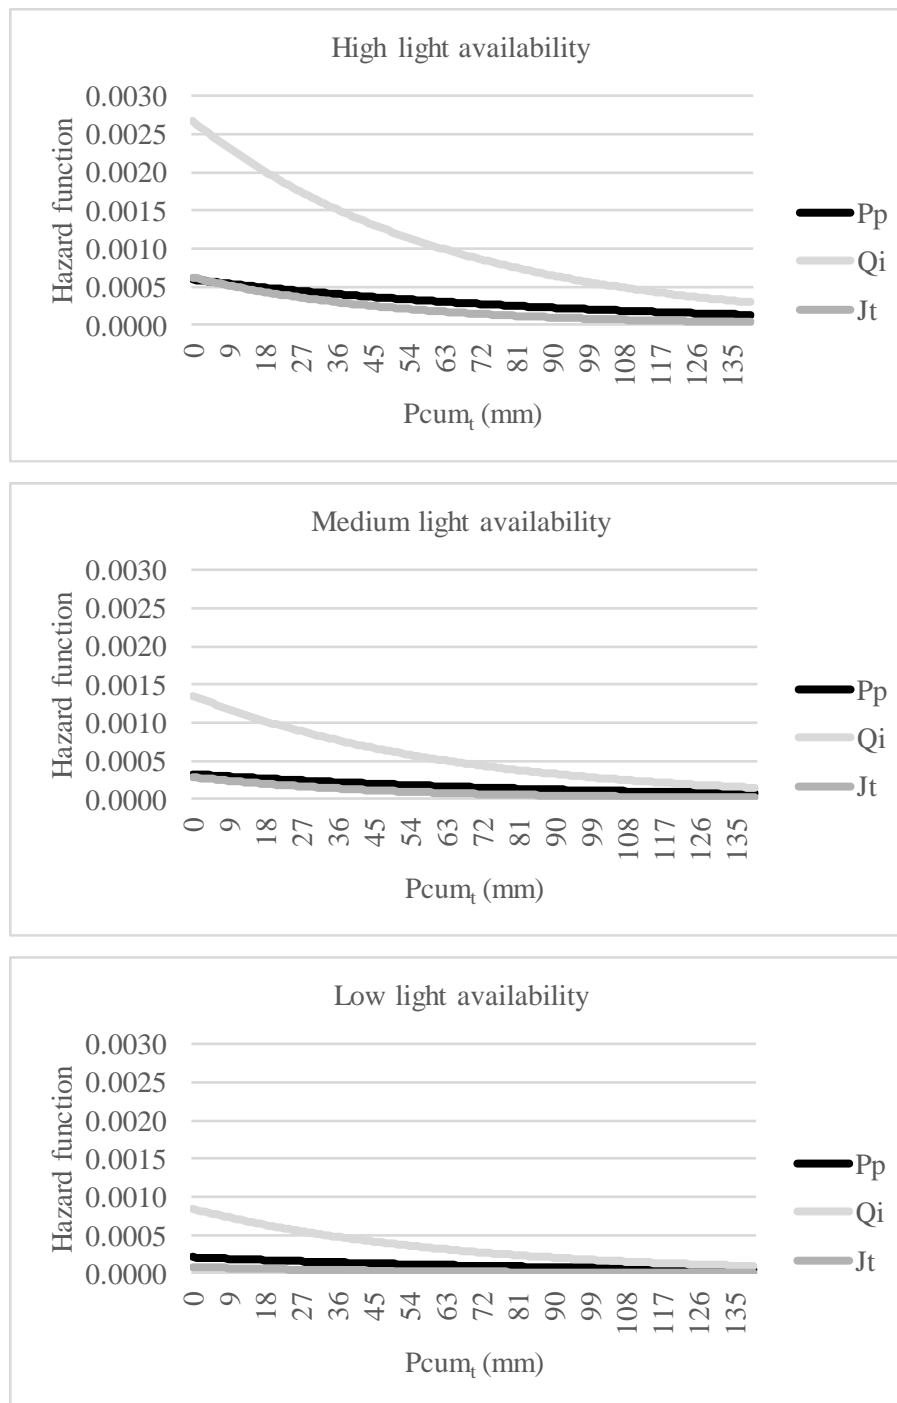 High light availability
Hazard function
0.0030
0.0025
0.0020
0.0015
0.0010
0.0005
0.0000
0 9 18 27 36 45 54 63 72 81 90 99 108 117 126 135
Pcumt (mm)
Pp
Qi
Jt
Medium light availability
Hazard function
0.0030
0.0025
0.0020
0.0015
0.0010
0.0005
0.0000
0 9 18 27 36 45 54 63 72 81 90 99 108 117 126 135
Pcumt (mm)
Pp
Qi
Jt
Low light availability
Hazard function
0.0030
0.0025
0.0020
0.0015
0.0010
0.0005
0.0000
0 9 18 27 36 45 54 63 72 81 90 99 108 117 126 135
Pcumt (mm)
Pp
Qi
Jt